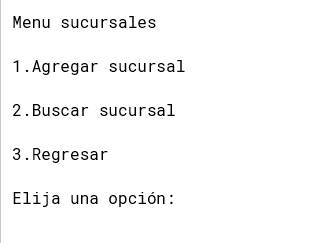 Menu sucursales
1.Agregar sucursal
2.Buscar sucursal
3.Regresar
Elija una opción: